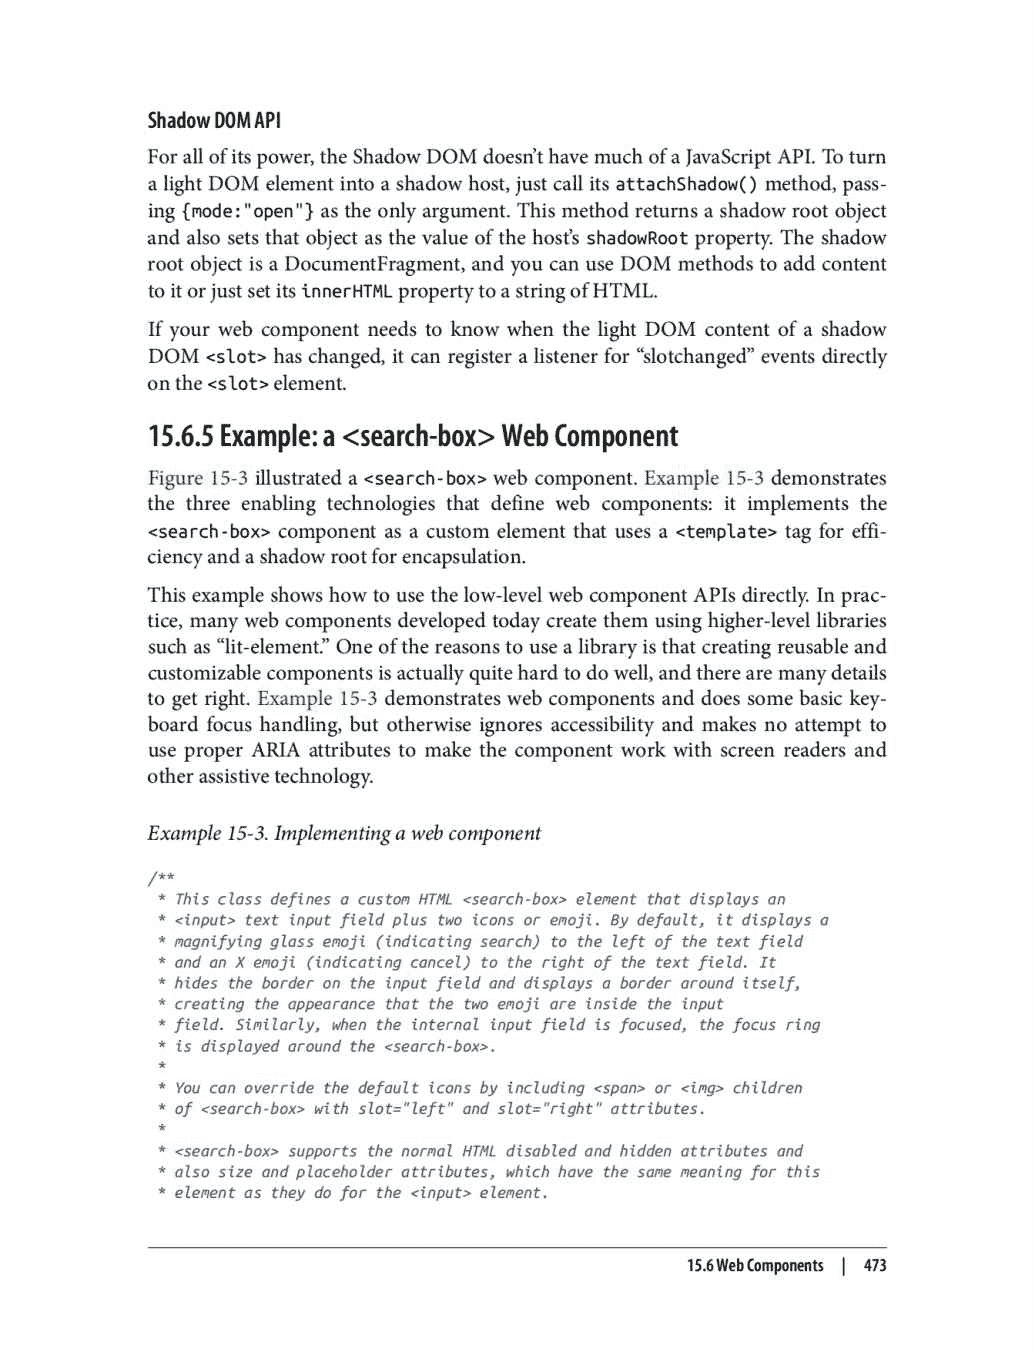 Shadow DOM API
For all of its power, the Shadow DOM doesn’t have much of a JavaScript API. To turn
a light DOM element into a shadow host, just call its attachShadow() method, pass-
ing {mode:"open"} as the only argument. This method returns a shadow root object
and also sets that object as the value of the host’s shadowRoot property. The shadow
root object is a DocumentFragment, and you can use DOM methods to add content
to it or just set its innerHTML property to a string of HTML.
If your web component needs to know when the light DOM content of a shadow
DOM <slot> has changed, it can register a listener for “slotchanged” events directly
on the <slot> element.
15.6.5 Example: a <search-box> Web Component
Figure 15-3 illustrated a <search-box> web component. Example 15-3 demonstrates
the three enabling technologies that define web components: it implements the
<search-box> component as a custom element that uses a <template> tag for effi-
ciency and a shadow root for encapsulation.
This example shows how to use the low-level web component APIs directly. In prac-
tice, many web components developed today create them using higher-level libraries
such as “lit-element.” One of the reasons to use a library is that creating reusable and
customizable components is actually quite hard to do well, and there are many details
to get right. Example 15-3 demonstrates web components and does some basic key-
board focus handling, but otherwise ignores accessibility and makes no attempt to
use proper ARIA attributes to make the component work with screen readers and
other assistive technology.
Example 15-3. Implementing a web component
/**
 * This class defines a custom HTML <search-box> element that displays an
 * <input> text input field plus two icons or emoji. By default, it displays a
 * magnifying glass emoji (indicating search) to the left of the text field
 * and an X emoji (indicating cancel) to the right of the text field. It
 * hides the border on the input field and displays a border around itself,
 * creating the appearance that the two emoji are inside the input
 * field. Similarly, when the internal input field is focused, the focus ring
 * is displayed around the <search-box>.
 *
 * You can override the default icons by including <span> or <img> children
 * of <search-box> with slot="left" and slot="right" attributes.
 *
 * <search-box> supports the normal HTML disabled and hidden attributes and
 * also size and placeholder attributes, which have the same meaning for this
 * element as they do for the <input> element.
15.6 Web Components | 473